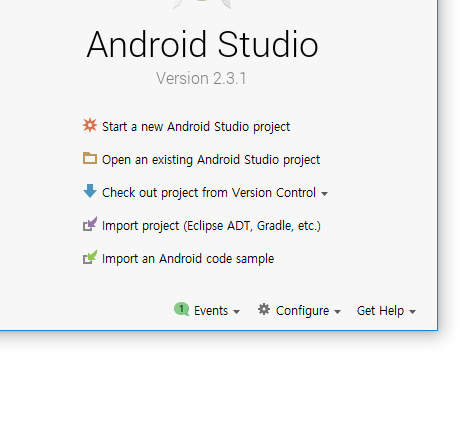 Android Studio
Version 2.3.1
Start a new Android Studio project
Open an existing Android Studio project
Check out project from Version Control
Import project (Eclipse ADT, Gradle, etc.)
Import an Android code sample
1 Events Configure Get Help